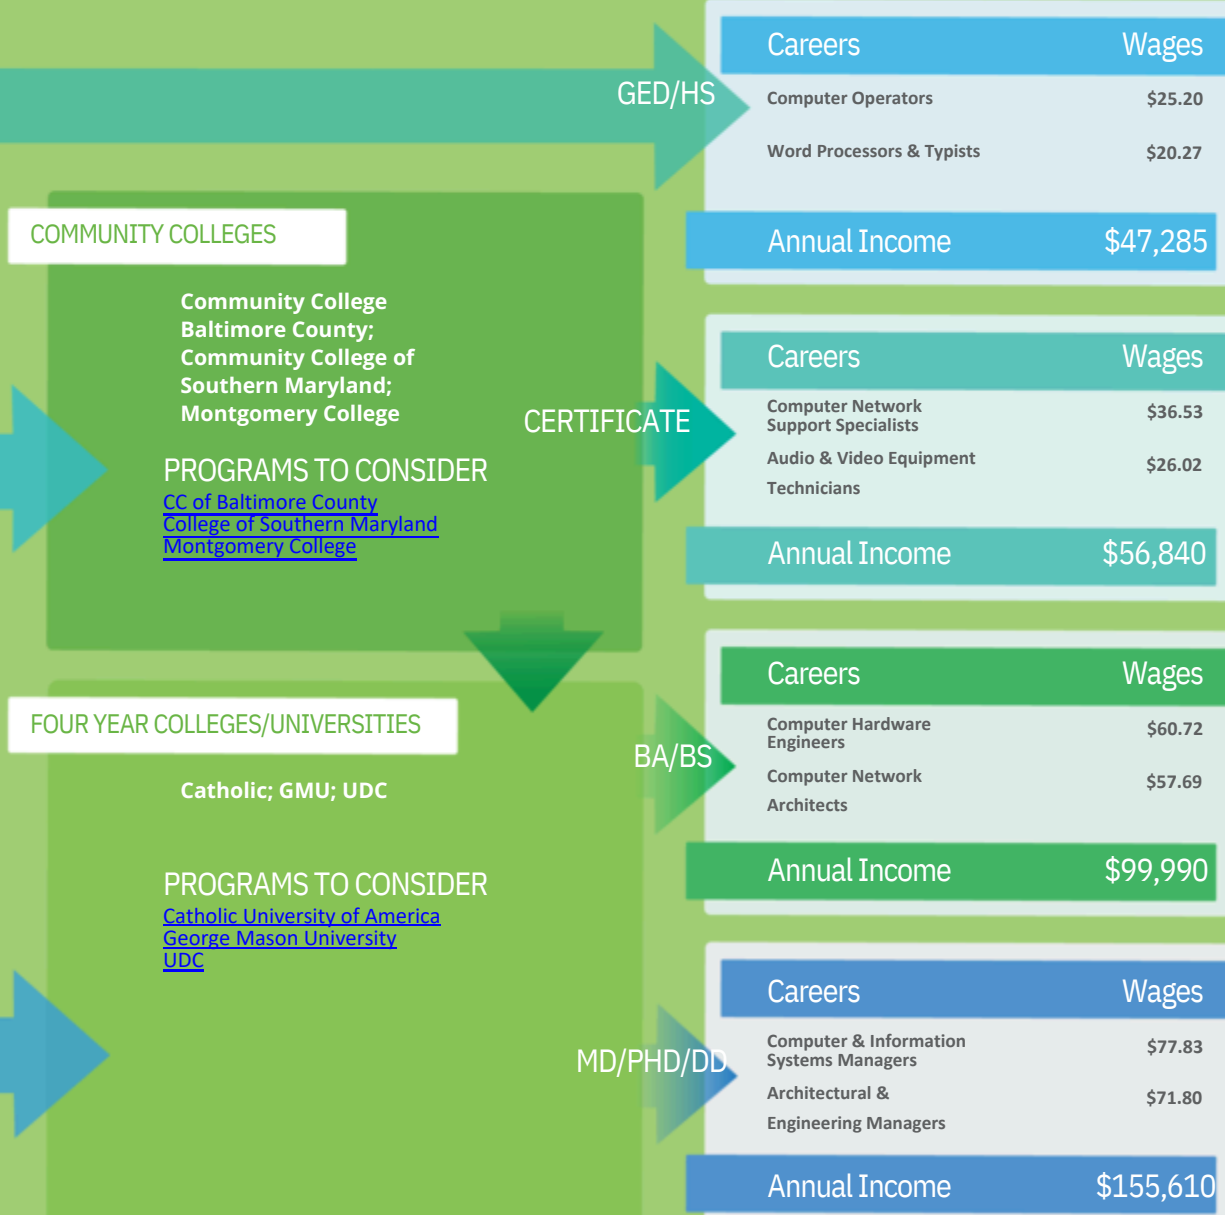 GED/HS
Careers Wages
Computer Operators $25.20
Word Processors & Typists $20.27
Annual Income $47,285
COMMUNITY COLLEGES
Community College
Baltimore County;
Community College of
Southern Maryland;
Montgomery College
PROGRAMS TO CONSIDER
CC of Baltimore County
College of Southern Maryland
Montgomery College
CERTIFICATE
Careers Wages
Computer Network
Support Specialists $36.53
Audio & Video Equipment
Technicians $26.02
Annual Income $56,840
FOUR YEAR COLLEGES/UNIVERSITIES
Catholic; GMU; UDC
PROGRAMS TO CONSIDER
Catholic University of America
George Mason University
UDC
BA/BS
Careers Wages
Computer Hardware
Engineers $60.72
Computer Network
Architects $57.69
Annual Income $99,990
MD/PHD/DD
Careers Wages
Computer & Information
Systems Managers $77.83
Architectural &
Engineering Managers $71.80
Annual Income $155,610